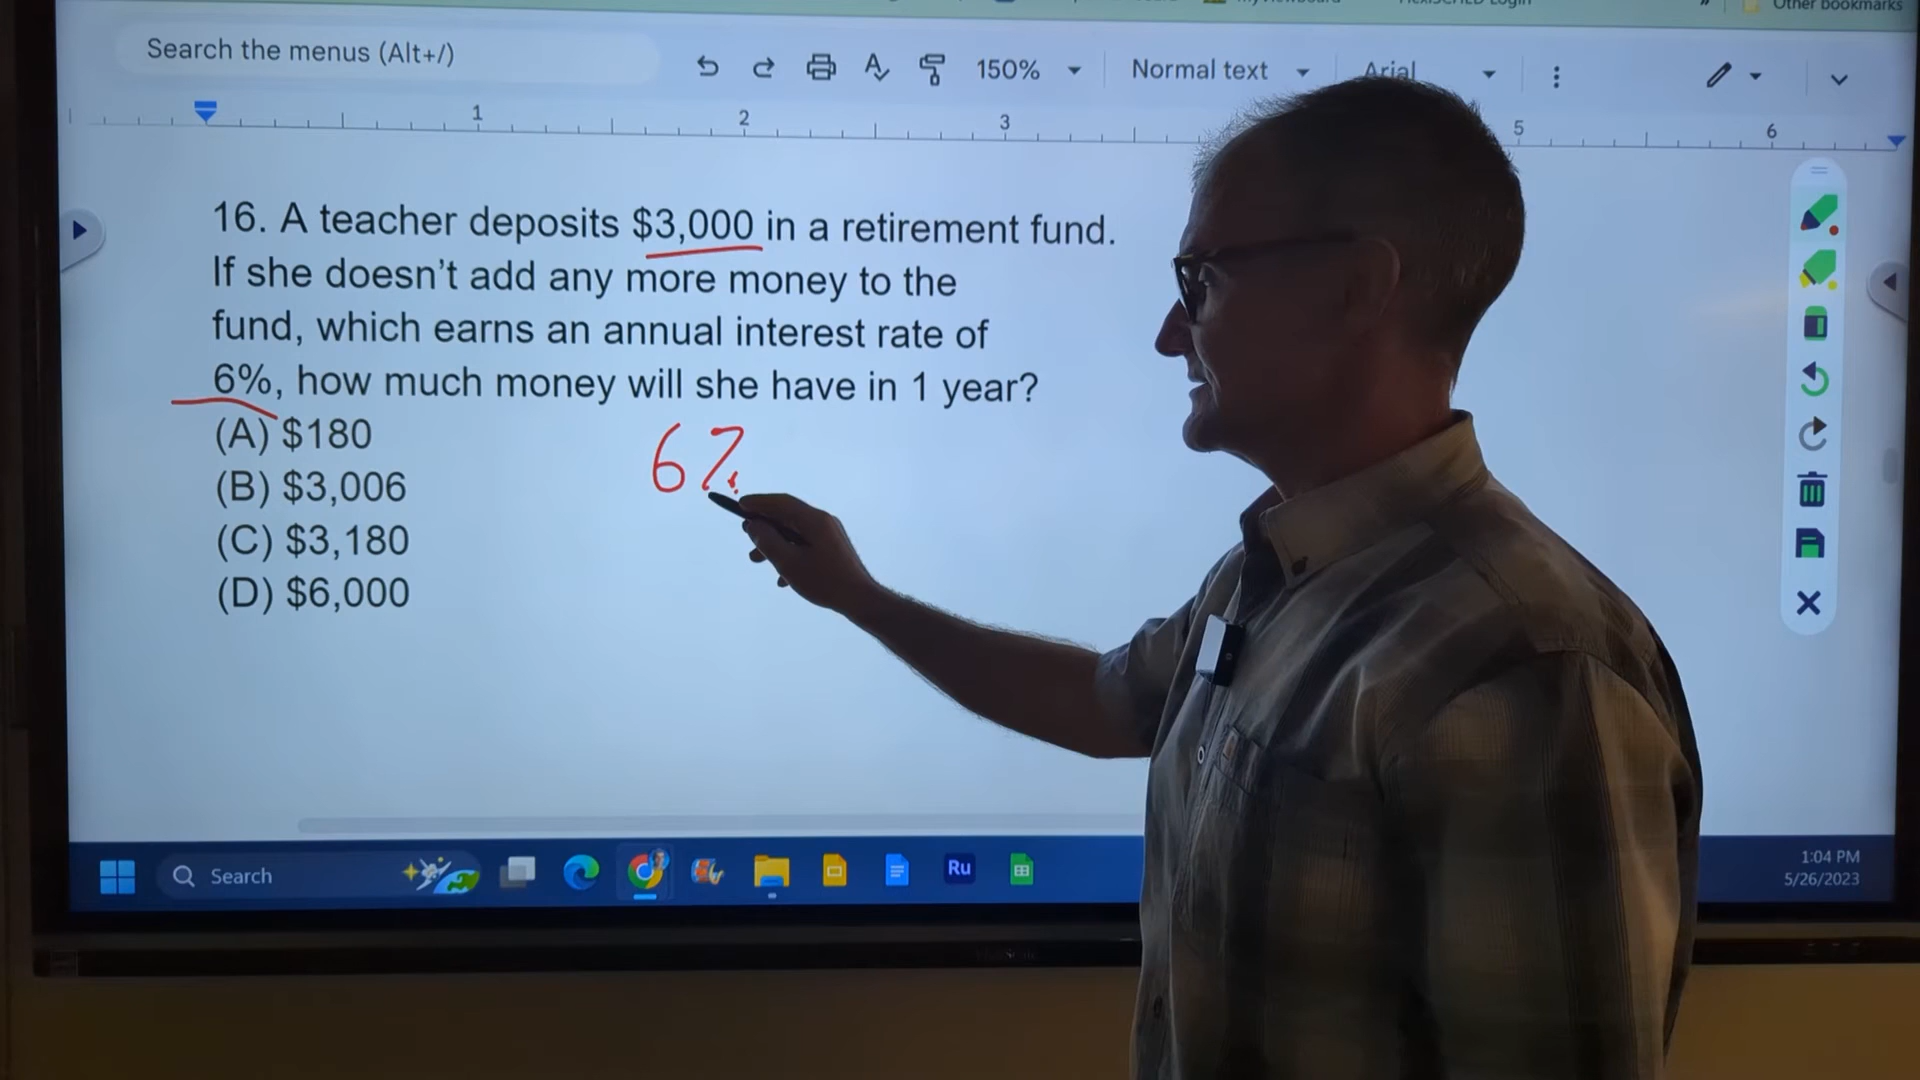 Other bookmarks
Search the menus (Alt+/)
150%
Normal text
Arial
1
2
3
5
6
16. A teacher deposits $3,000 in a retirement fund.
If she doesn’t add any more money to the
fund, which earns an annual interest rate of
6%, how much money will she have in 1 year?
(A) $180
(B) $3,006
(C) $3,180
(D) $6,000
6%
Search
Ru
1:04 PM
5/26/2023